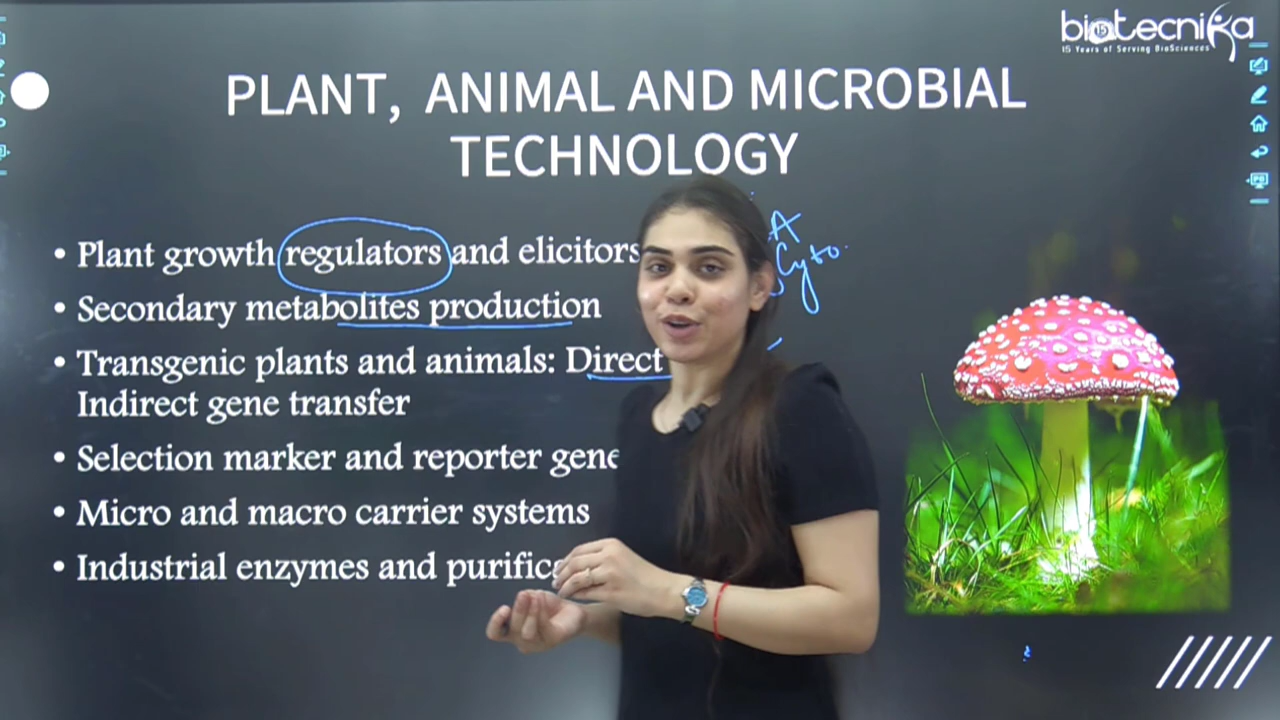 biotecnika
15 Years of Serving BioSciences
PLANT, ANIMAL AND MICROBIAL
TECHNOLOGY
• Plant growth regulators and elicitors
A
Cyto
• Secondary metabolites production
• Transgenic plants and animals: Direct
Indirect gene transfer
• Selection marker and reporter gene
• Micro and macro carrier systems
• Industrial enzymes and